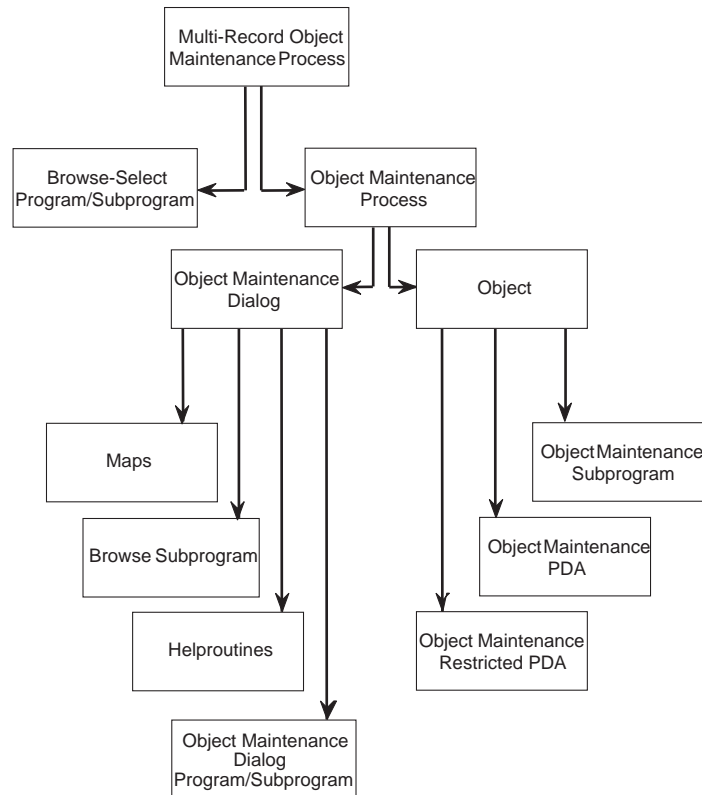 Multi-Record Object
Maintenance Process
Browse-Select
Program/Subprogram
Object Maintenance
Process
Object Maintenance
Dialog
Object
Maps
Object Maintenance
Subprogram
Browse Subprogram
Object Maintenance
PDA
Helproutines
Object Maintenance
Restricted PDA
Object Maintenance
Dialog
Program/Subprogram